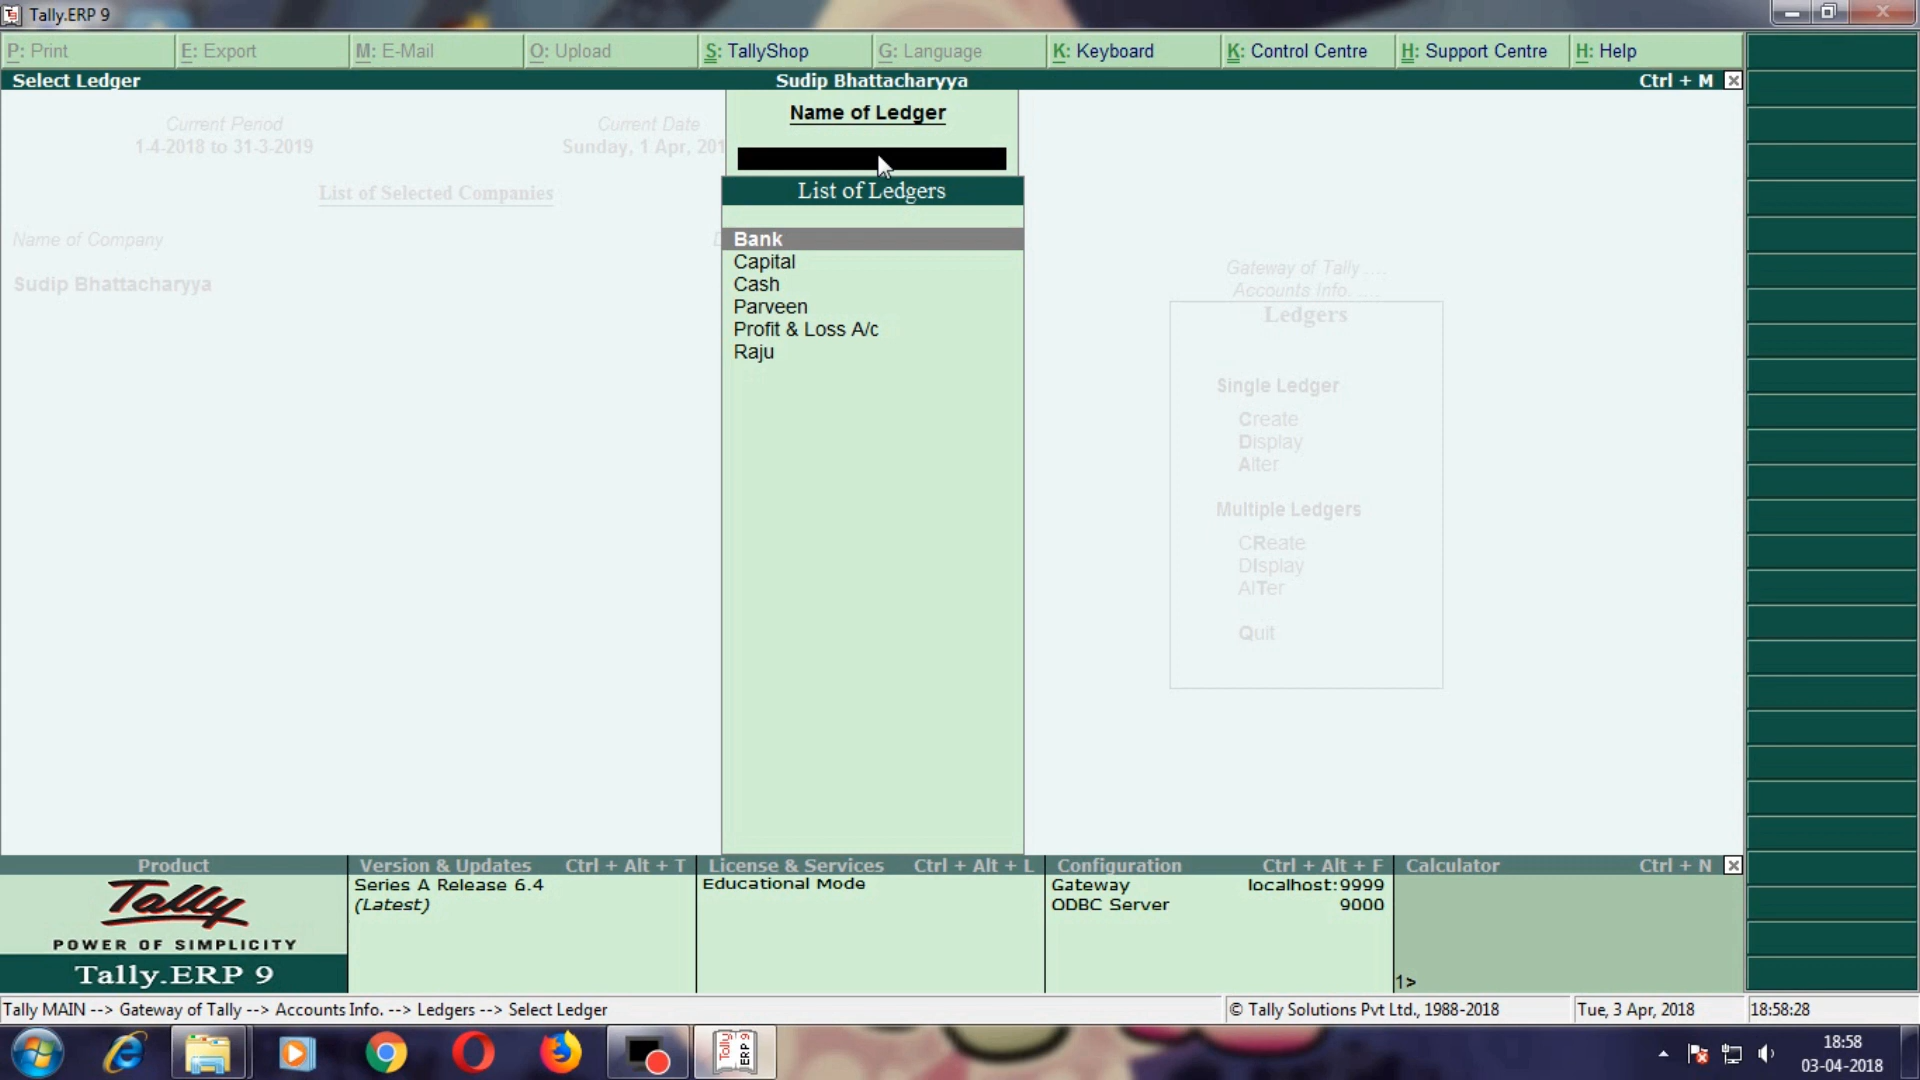 Tally.ERP 9
P: Print
E: Export
M: E-Mail
O: Upload
S: TallyShop
G: Language
K: Keyboard
K: Control Centre
H: Support Centre
H: Help
Select Ledger
Sudip Bhattacharyya
Ctrl + M
Current Period
1-4-2018 to 31-3-2019
Current Date
Sunday, 1 Apr, 201
List of Selected Companies
Name of Company
Sudip Bhattacharyya
Name of Ledger
List of Ledgers
Bank
Capital
Cash
Parveen
Profit & Loss A/c
Raju
Gateway of Tally ....
Accounts Info. ....
Ledgers
Single Ledger
Create
Display
Alter
Multiple Ledgers
CReate
DIsplay
AlTer
Quit
Product
Tally
POWER OF SIMPLICITY
Tally.ERP 9
Version & Updates Ctrl + Alt + T
Series A Release 6.4
(Latest)
License & Services Ctrl + Alt + L
Educational Mode
Configuration Ctrl + Alt + F
Gateway localhost:9999
ODBC Server 9000
Calculator Ctrl + N
1>
Tally MAIN --> Gateway of Tally --> Accounts Info. --> Ledgers --> Select Ledger
© Tally Solutions Pvt Ltd., 1988-2018
Tue, 3 Apr, 2018
18:58:28
Tally
ERP 9
18:58
03-04-2018